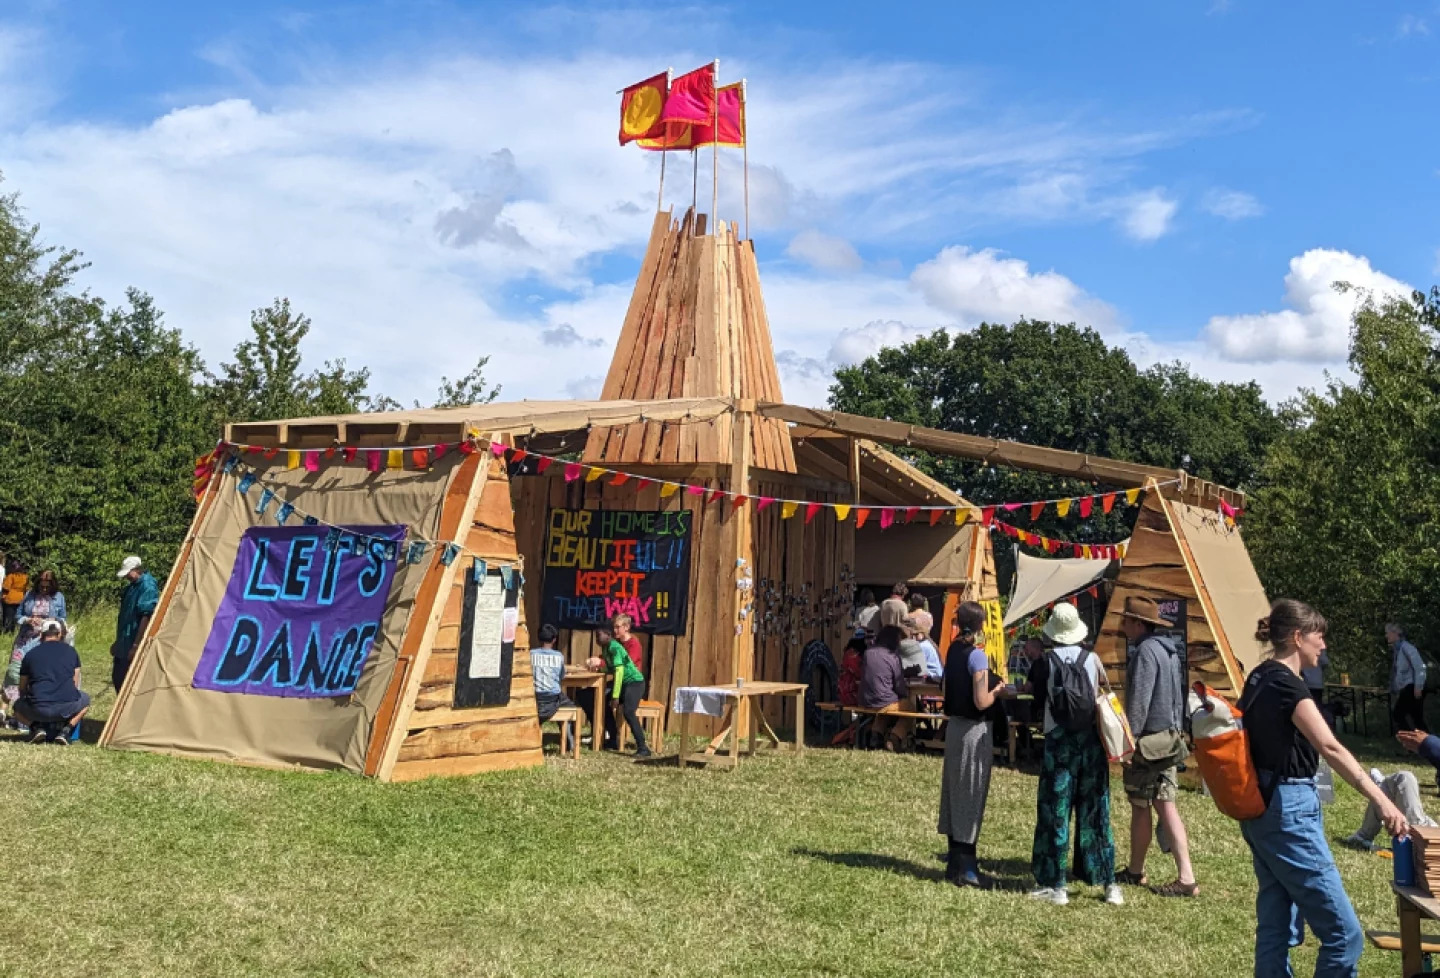 LET'S
DANCE
OUR HOME IS
BEAUTIFUL!!
KEEP IT
THAT WAY!!